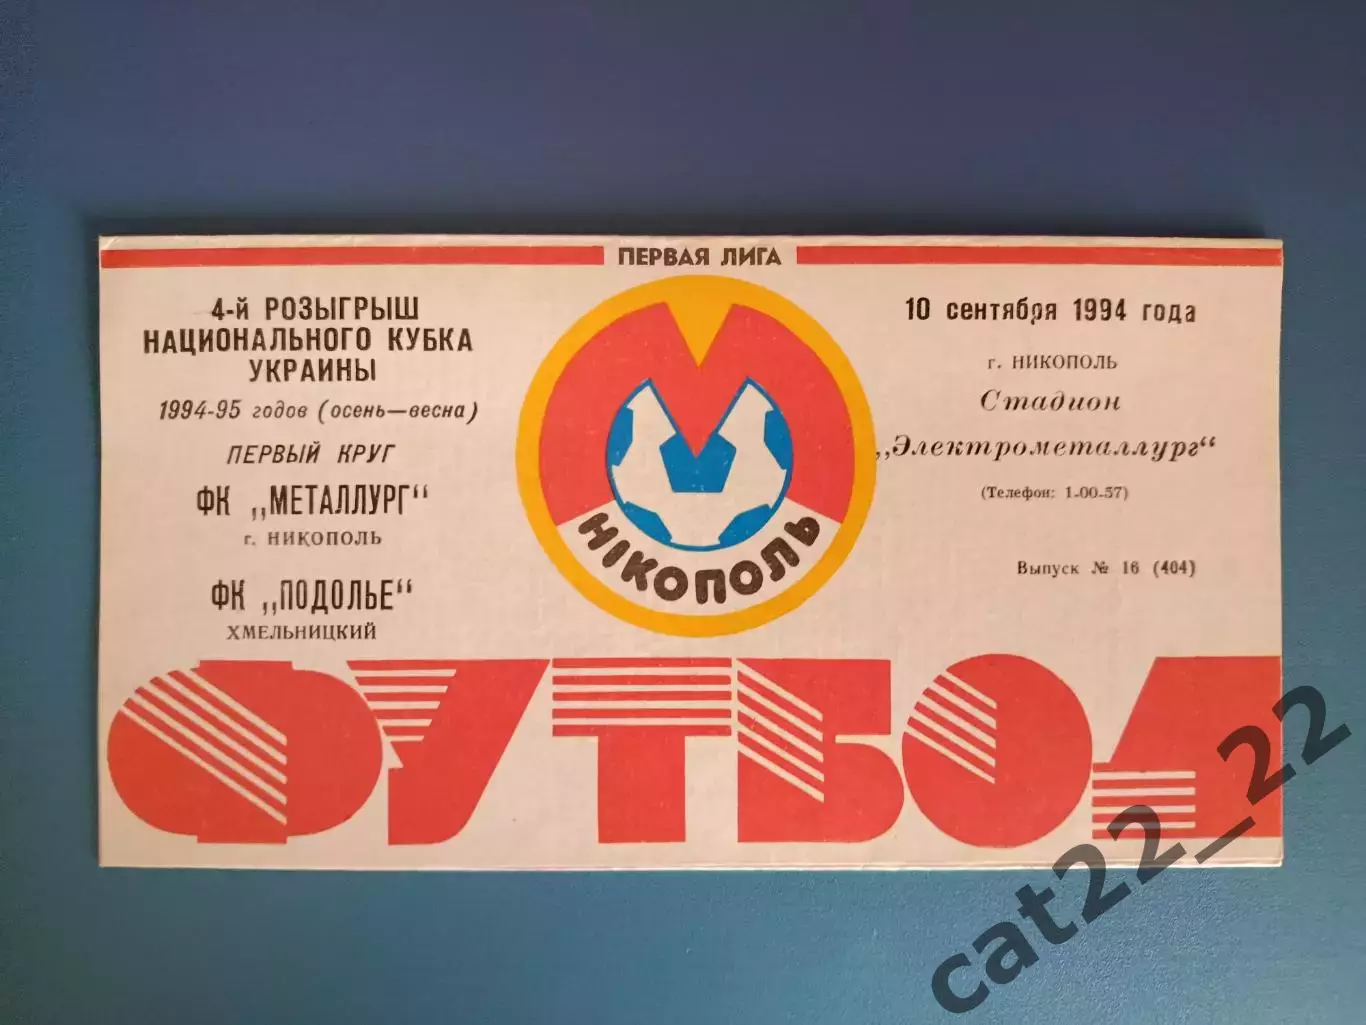 ПЕРВАЯ ЛИГА
4-й РОЗЫГРЫШ
НАЦИОНАЛЬНОГО КУБКА
УКРАИНЫ
1994-95 годов (осень—весна)
ПЕРВЫЙ КРУГ
ФК „МЕТАЛЛУРГ“
г. НИКОПОЛЬ
ФК „ПОДОЛЬЕ“
ХМЕЛЬНИЦКИЙ
НІКОПОЛЬ
10 сентября 1994 года
г. НИКОПОЛЬ
Стадион
„Электрометаллург“
(Телефон: 1-00-57)
Выпуск № 16 (404)
ФУТБОЛ
cat22_22